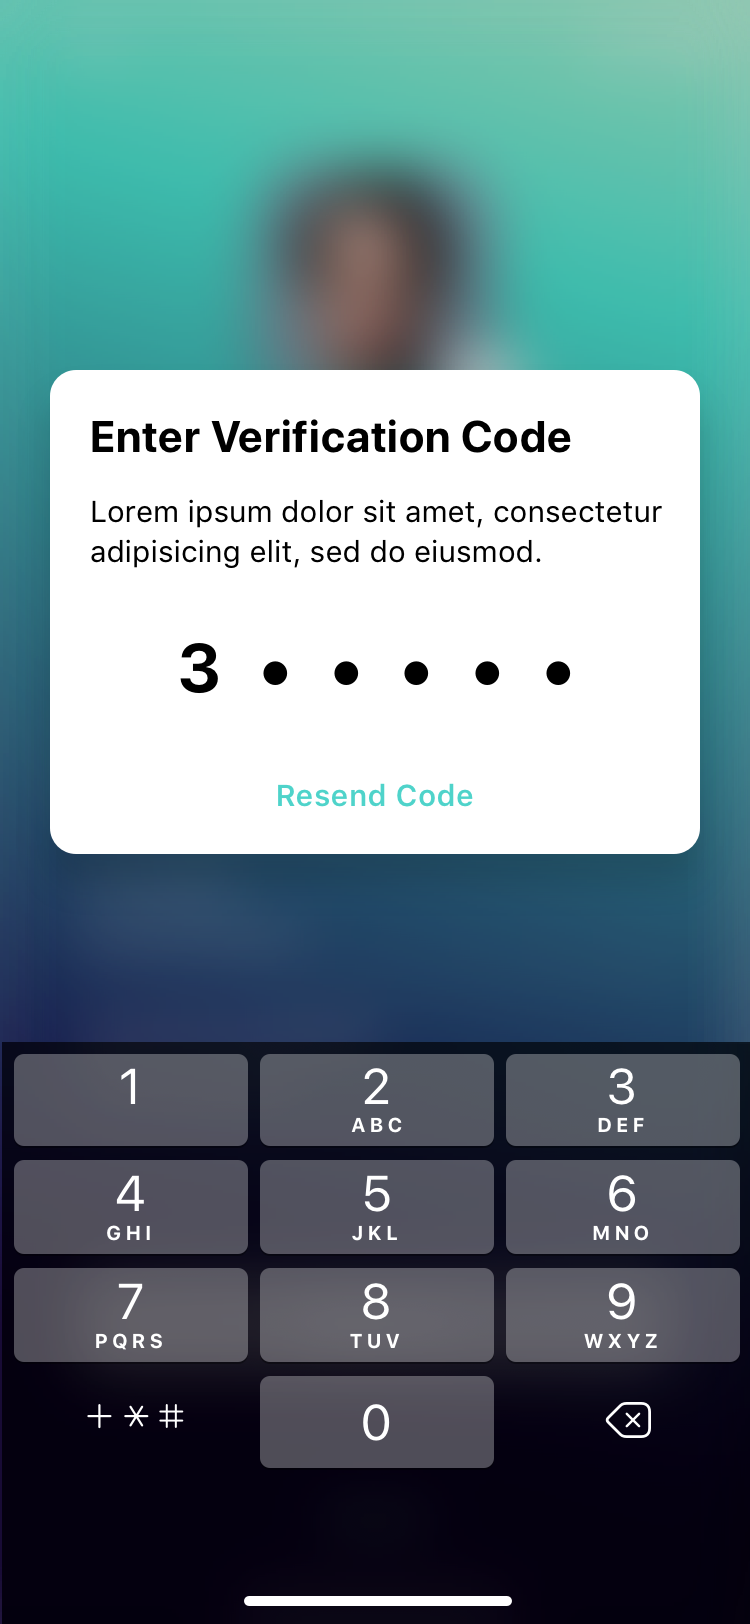 Enter Verification Code
Lorem ipsum dolor sit amet, consectetur
adipisicing elit, sed do eiusmod.
3 • • • • •
Resend Code
1 2 3
ABC DEF
4 5 6
GHI JKL MNO
7 8 9
PQRS TUV WXYZ
+ * # 0